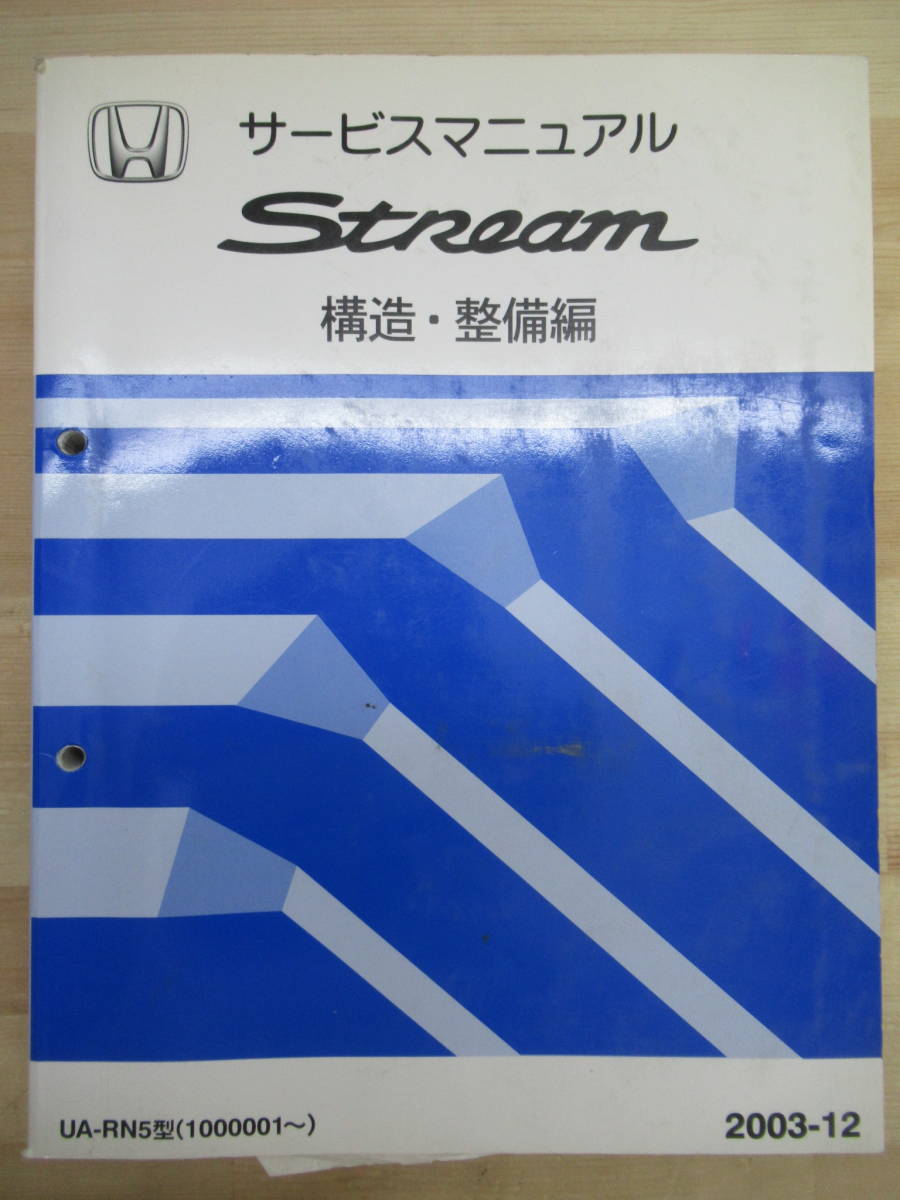 サービスマニュアル
Stream
構造・整備編
UA-RN5型(1000001～)
2003-12